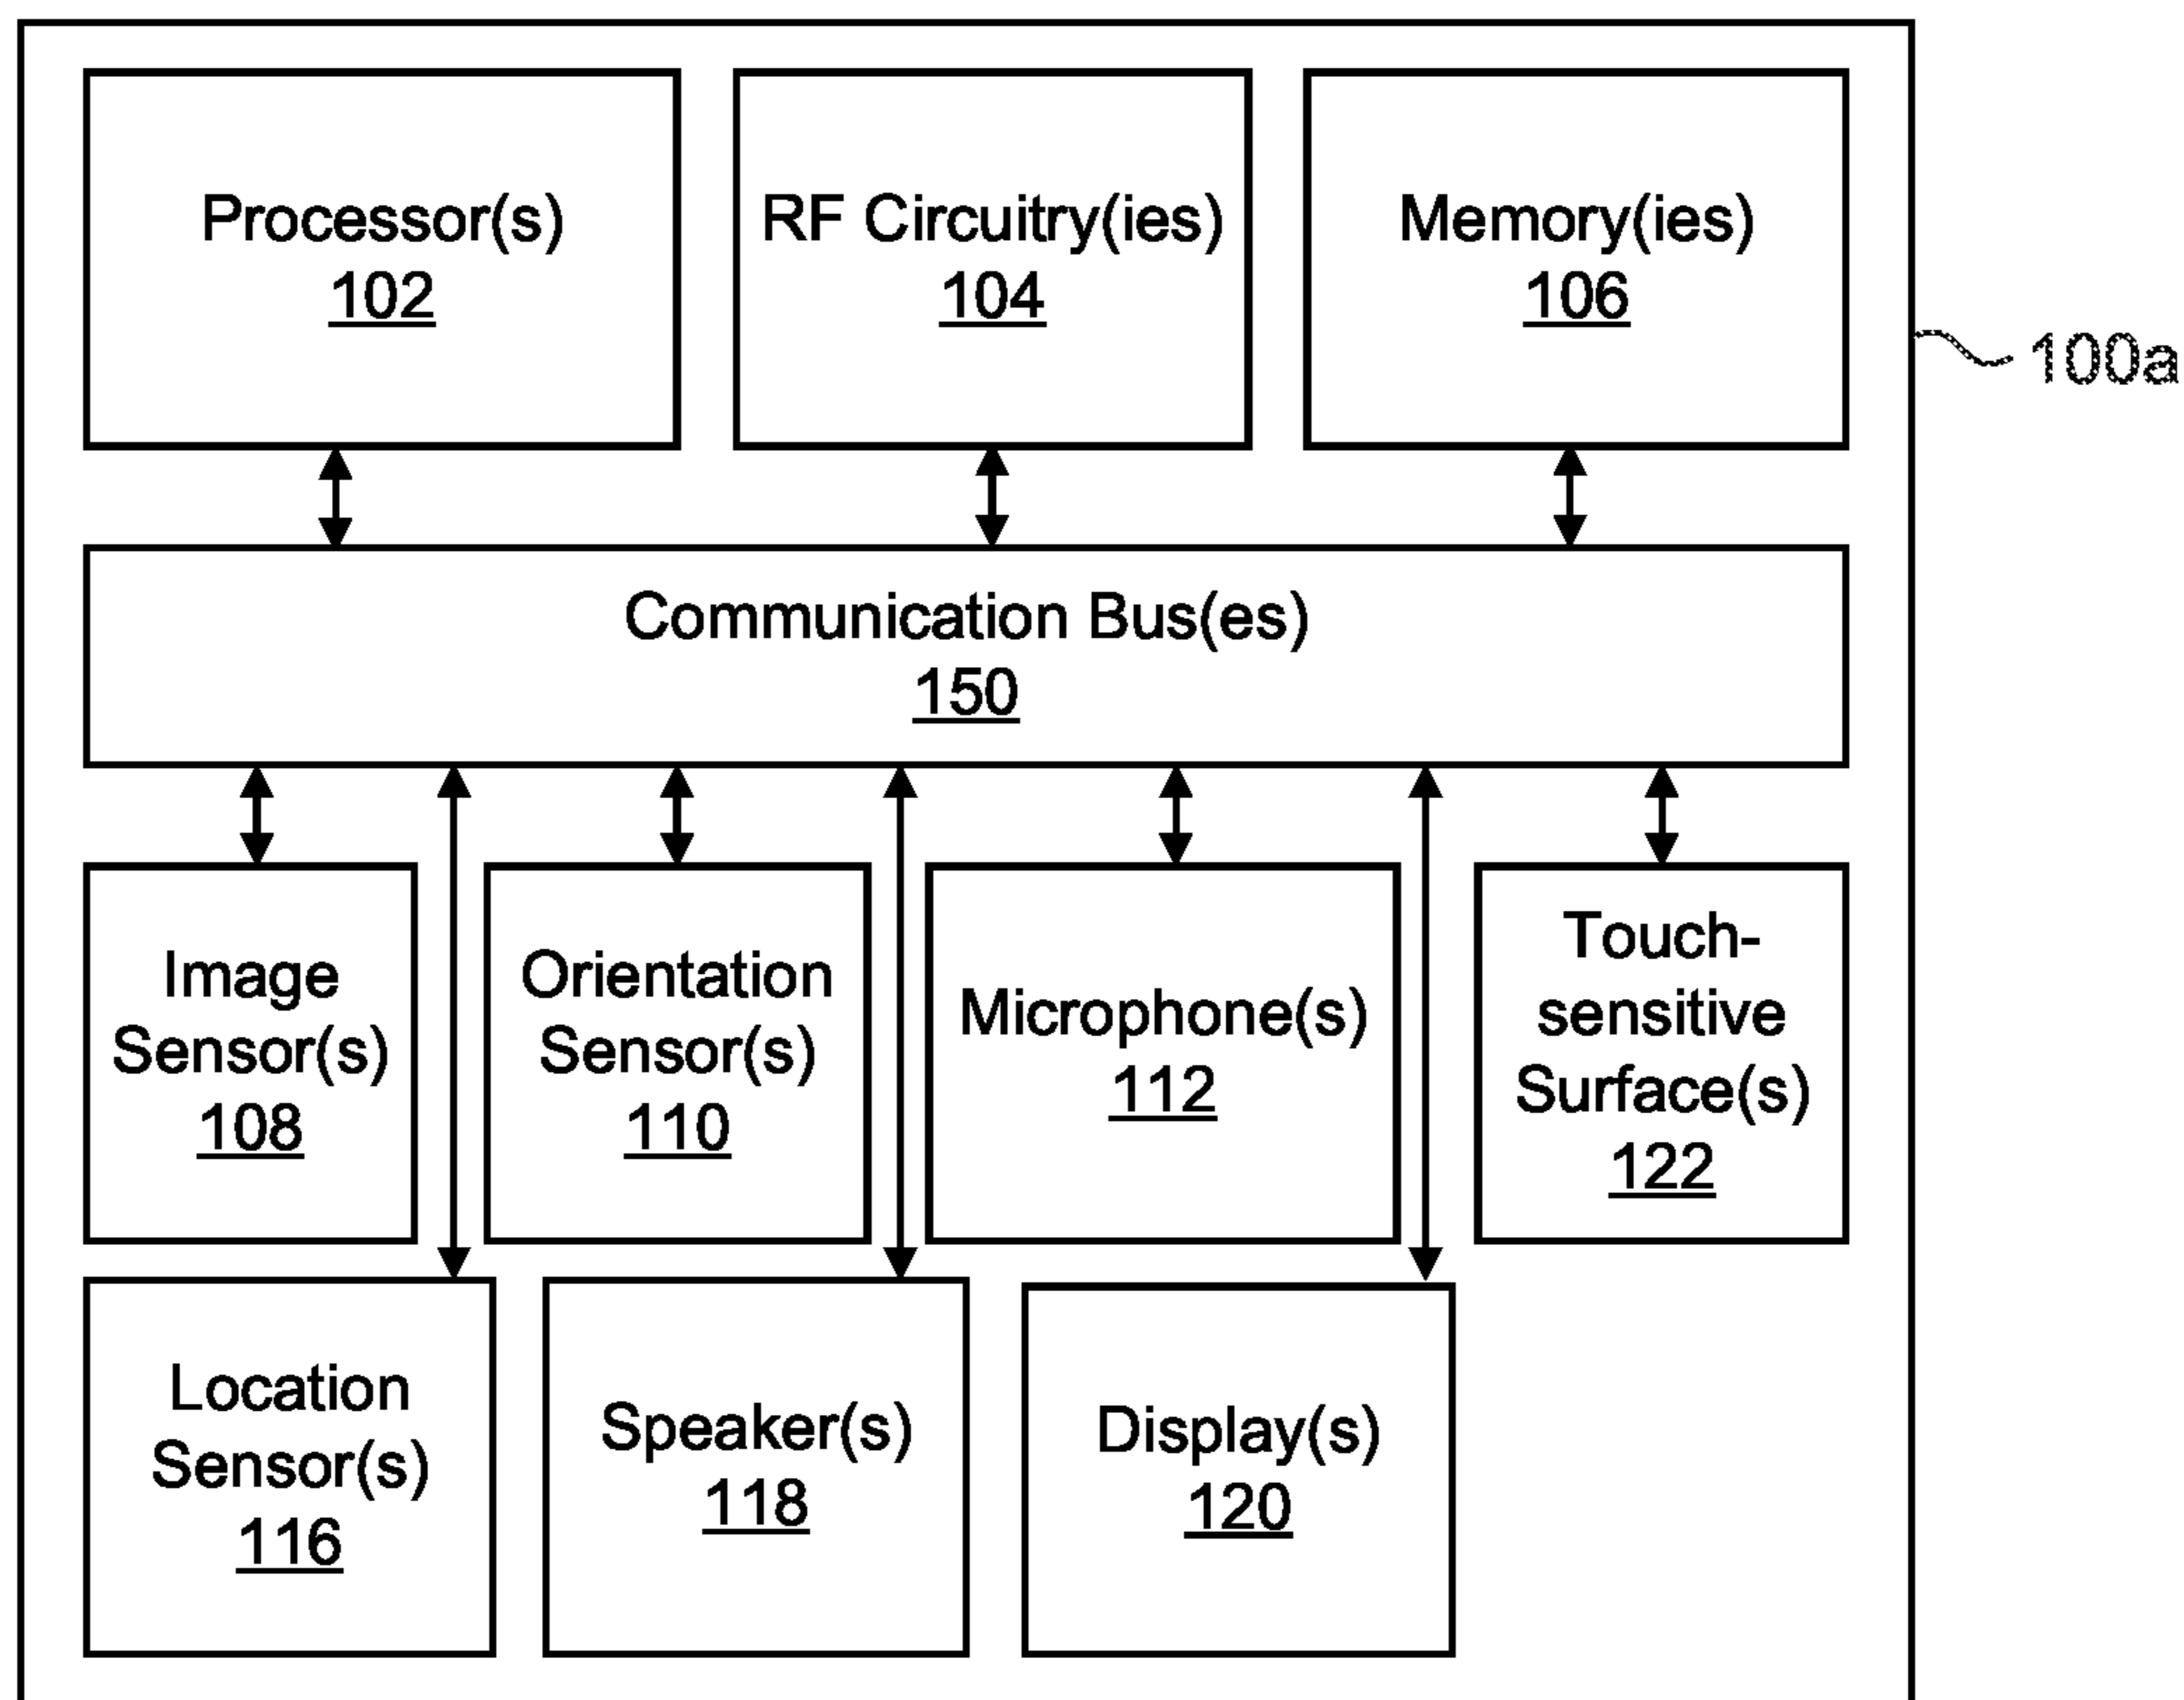 Processor(s)
102
RF Circuitry(ies)
104
Memory(ies)
106
100a
Communication Bus(es)
150
Image
Sensor(s)
108
Orientation
Sensor(s)
110
Microphone(s)
112
Touch-
sensitive
Surface(s)
122
Location
Sensor(s)
116
Speaker(s)
118
Display(s)
120